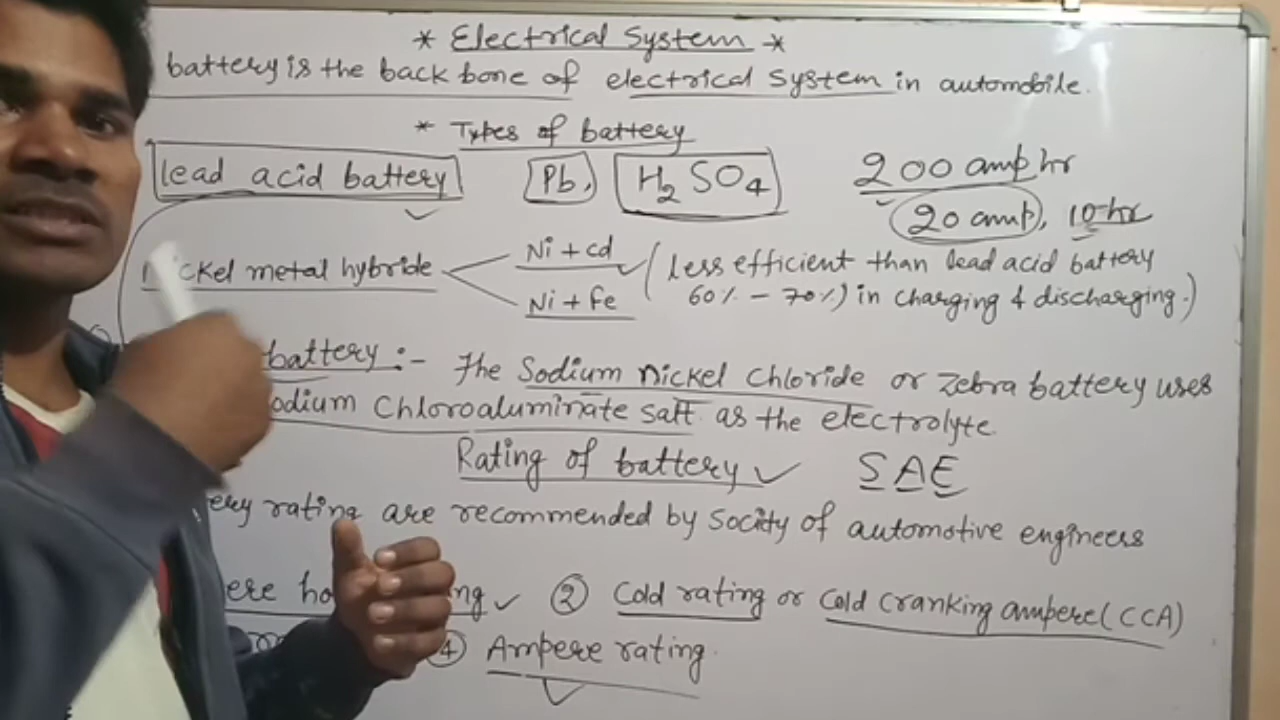 * Electrical System *
battery is the back bone of electrical system in automobile.
* Types of battery
lead acid battery Pb, H2SO4 200 amp hr
20 amp, 10 hr
ckel metal hybride Ni + cd (less efficient than lead acid battery
Ni + Fe 60% - 70%) in charging & discharging.)
battery :- The Sodium nickel chloride or zebra battery uses
odium Chloroaluminate salt as the electrolyte.
Rating of battery SAE
ery rating are recommended by Socity of automotive engineers
ere ho ng ② Cold rating or Cold cranking ampere (CCA)
④ Ampere rating.